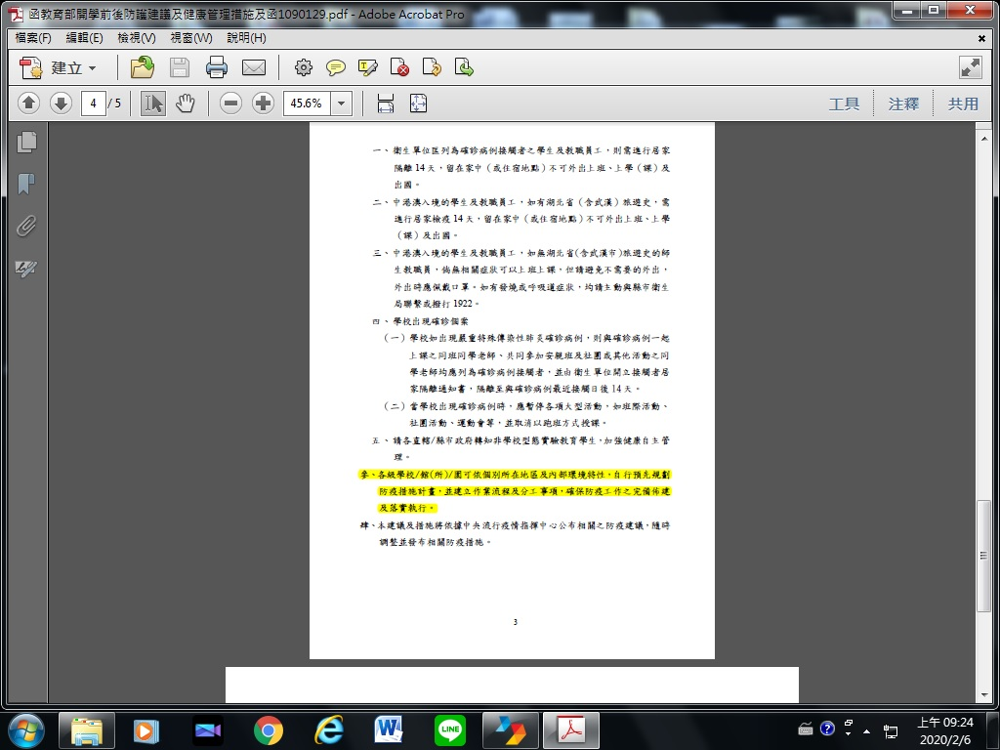 函教育部開學前後防護建議及健康管理措施及函1090129.pdf - Adobe Acrobat Pro
檔案(F) 編輯(E) 檢視(V) 視窗(W) 說明(H)
建立
4 / 5 45.6% 工具 注釋 共用
一、衛生單位匡列為確診病例接觸者之學生及教職員工，則需進行居家
隔離 14 天，留在家中（或住宿地點）不可外出上班、上學（課）及
出國。
二、中港澳入境的學生及教職員工，如有湖北省（含武漢）旅遊史，需
進行居家檢疫 14 天，留在家中（或住宿地點）不可外出上班、上學
（課）及出國。
三、中港澳入境的學生及教職員工，如無湖北省(含武漢市)旅遊史的師
生教職員，倘無相關症狀可以上班上課，但請避免不需要的外出，
外出時應佩戴口罩。如有發燒或呼吸道症狀，均請主動與縣市衛生
局聯繫或撥打 1922。
四、學校出現確診個案
（一）學校如出現嚴重特殊傳染性肺炎確診病例，則與確診病例一起
上課之同班同學老師、共同參加安親班及社團或其他活動之同
學老師均應列為確診病例接觸者，並由衛生單位開立接觸者居
家隔離通知書，隔離至與確診病例最近接觸日後 14 天。
（二）當學校出現確診病例時，應暫停各項大型活動，如班際活動、
社團活動、運動會等，並取消以跑班方式授課。
五、請各直轄/縣市政府轉知非學校型態實驗教育學生，加強健康自主管
理。
參、各級學校/館(所)/園可依個別所在地區及內部環境特性，自行預先規劃
防疫措施計畫，並建立作業流程及分工事項，確保防疫工作之完備佈建
及落實執行。
肆、本建議及措施將依據中央流行疫情指揮中心公布相關之防疫建議，隨時
調整並發布相關防疫措施。
3
LINE
上午 09:24
2020/2/6